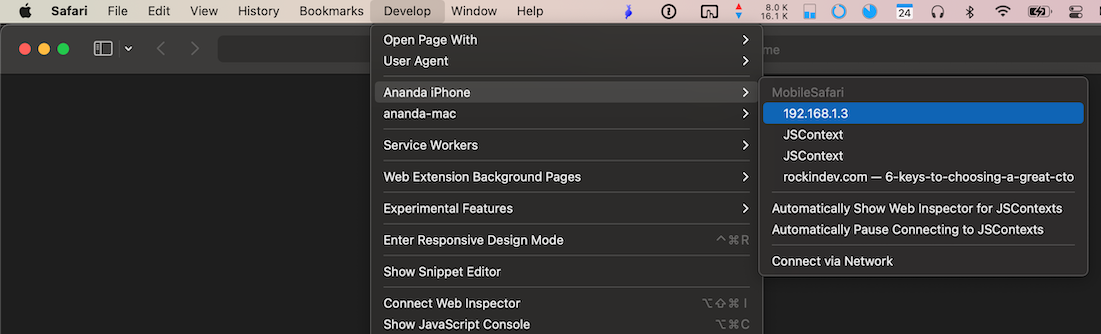 Safari File Edit View History Bookmarks Develop Window Help 8.0 K 16.1 K 24
me
Open Page With
User Agent
Ananda iPhone
ananda-mac
Service Workers
Web Extension Background Pages
Experimental Features
Enter Responsive Design Mode ^⌘R
Show Snippet Editor
Connect Web Inspector ⌥⇧⌘I
Show JavaScript Console ⌥⌘C
MobileSafari
192.168.1.3
JSContext
JSContext
rockindev.com — 6-keys-to-choosing-a-great-cto
Automatically Show Web Inspector for JSContexts
Automatically Pause Connecting to JSContexts
Connect via Network